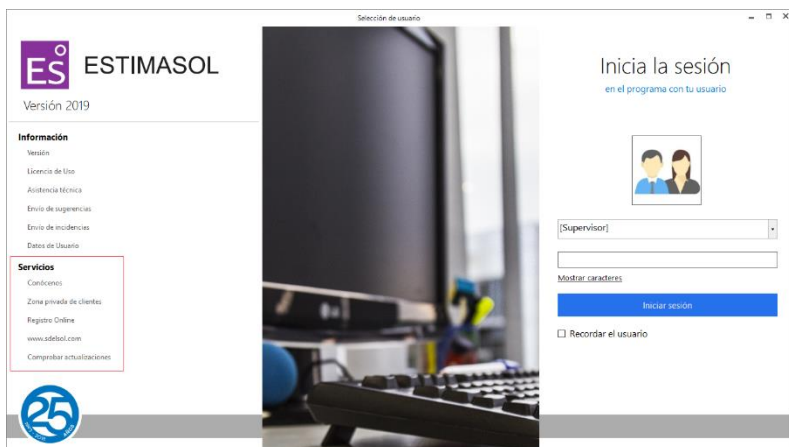 Selección de usuario
ES
ESTIMASOL
Versión 2019
Información
Versión
Licencia de Uso
Asistencia técnica
Envío de sugerencias
Envío de incidencias
Datos de Usuario
Servicios
Conócenos
Zona privada de clientes
Registro Online
www.sdelsol.com
Comprobar actualizaciones
25
Inicia la sesión
en el programa con tu usuario
[Supervisor]
Mostrar caracteres
Iniciar sesión
Recordar el usuario